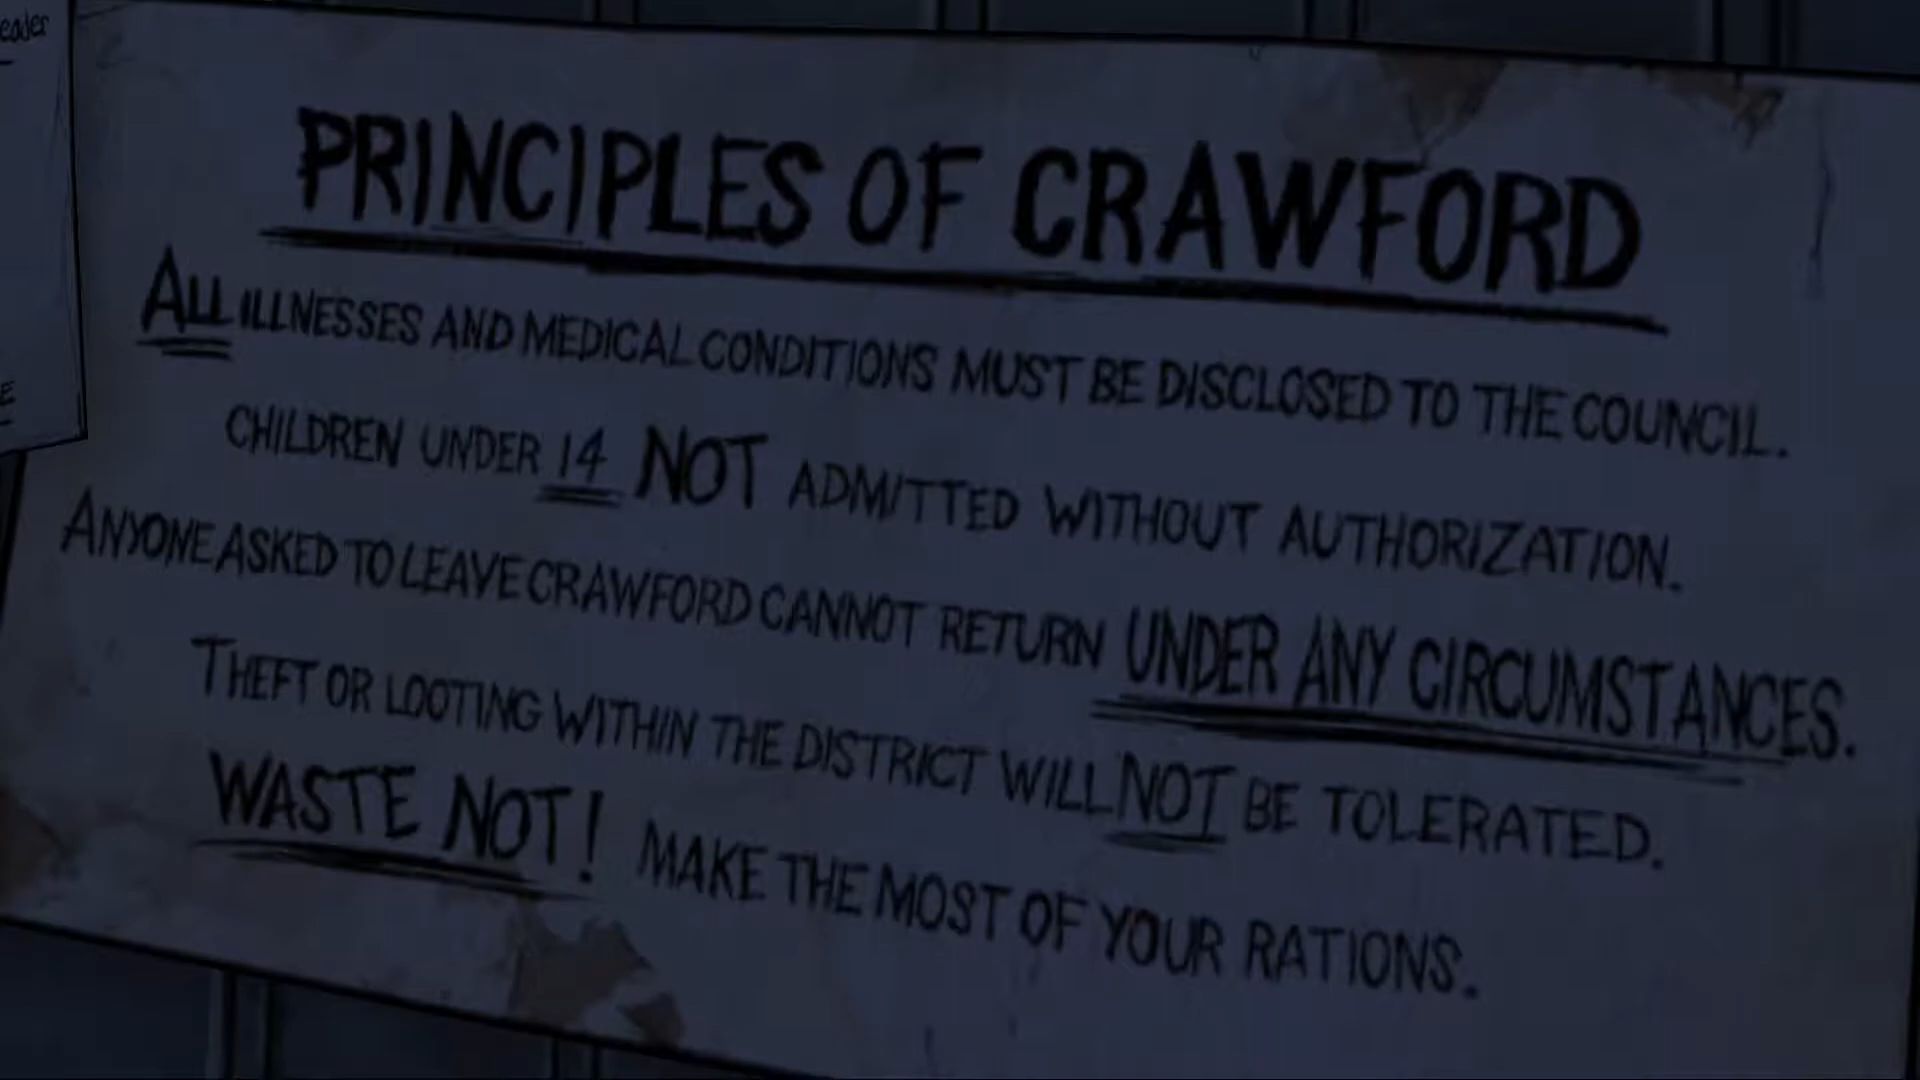 eader
E
PRINCIPLES OF CRAWFORD
ALL ILLNESSES AND MEDICAL CONDITIONS MUST BE DISCLOSED TO THE COUNCIL.
CHILDREN UNDER 14 NOT ADMITTED WITHOUT AUTHORIZATION.
ANYONE ASKED TO LEAVE CRAWFORD CANNOT RETURN UNDER ANY CIRCUMSTANCES.
THEFT OR LOOTING WITHIN THE DISTRICT WILL NOT BE TOLERATED.
WASTE NOT! MAKE THE MOST OF YOUR RATIONS.